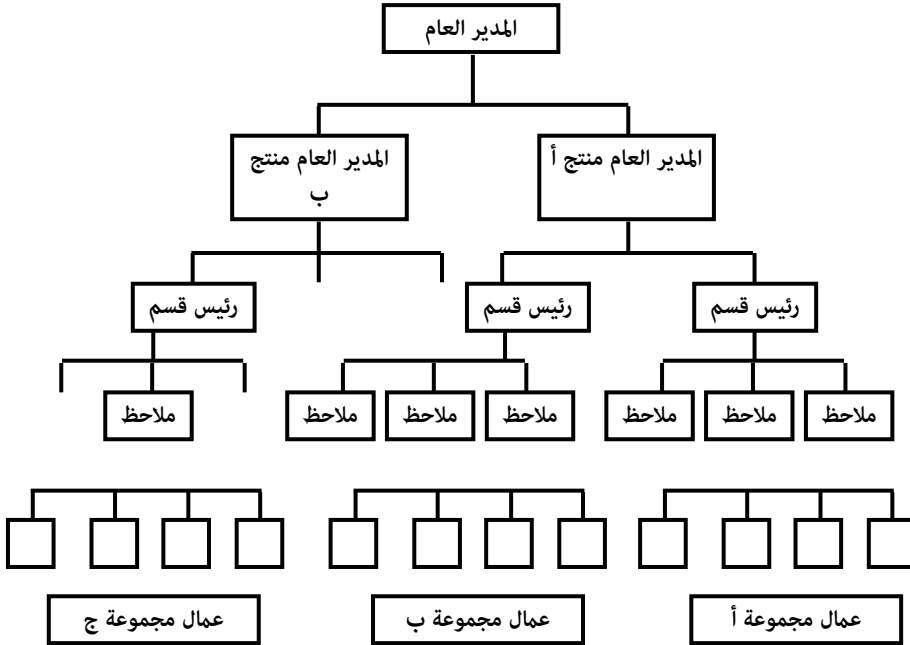 المدير العام
المدير العام منتج أ
المدير العام منتج
ب
رئيس قسم
رئيس قسم
رئيس قسم
ملاحظ
ملاحظ
ملاحظ
ملاحظ
ملاحظ
ملاحظ
ملاحظ
عمال مجموعة أ
عمال مجموعة ب
عمال مجموعة ج